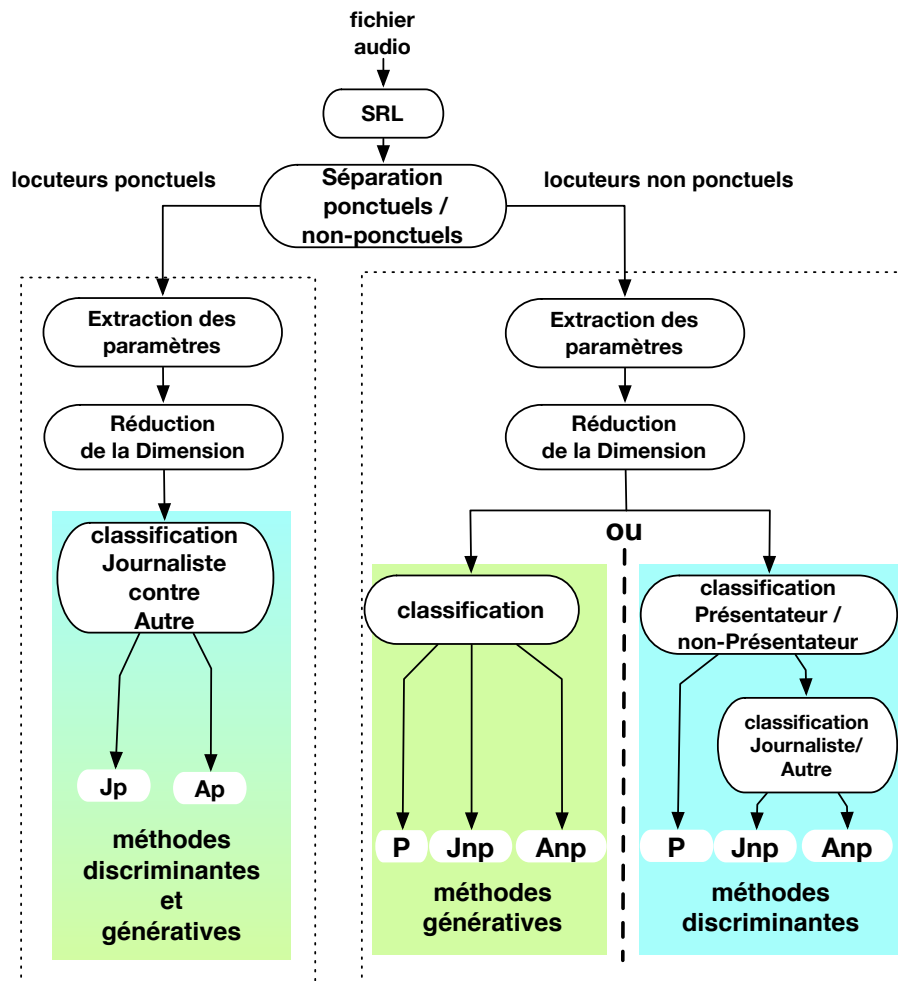 fichier
audio
SRL
locuteurs ponctuels
Séparation
ponctuels /
non-ponctuels
locuteurs non ponctuels
Extraction des
paramètres
Réduction
de la Dimension
classification
Journaliste
contre
Autre
Jp
Ap
méthodes
discriminantes
et
génératives
Extraction des
paramètres
Réduction
de la Dimension
ou
classification
P
Jnp
Anp
méthodes
génératives
classification
Présentateur /
non-Présentateur
classification
Journaliste/
Autre
P
Jnp
Anp
méthodes
discriminantes